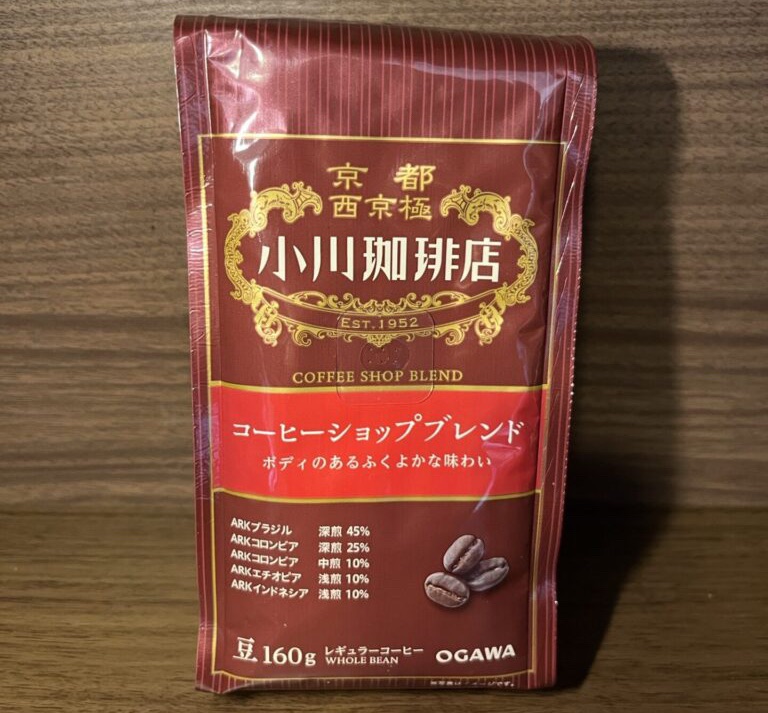 京都
西京極
小川珈琲店
EST. 1952
COFFEE SHOP BLEND
コーヒーショップブレンド
ボディのあるふくよかな味わい
ARKブラジル 深煎 45%
ARKコロンビア 深煎 25%
ARKコロンビア 中煎 10%
ARKエチオピア 浅煎 10%
ARKインドネシア 浅煎 10%
豆 160g レギュラーコーヒー WHOLE BEAN OGAWA